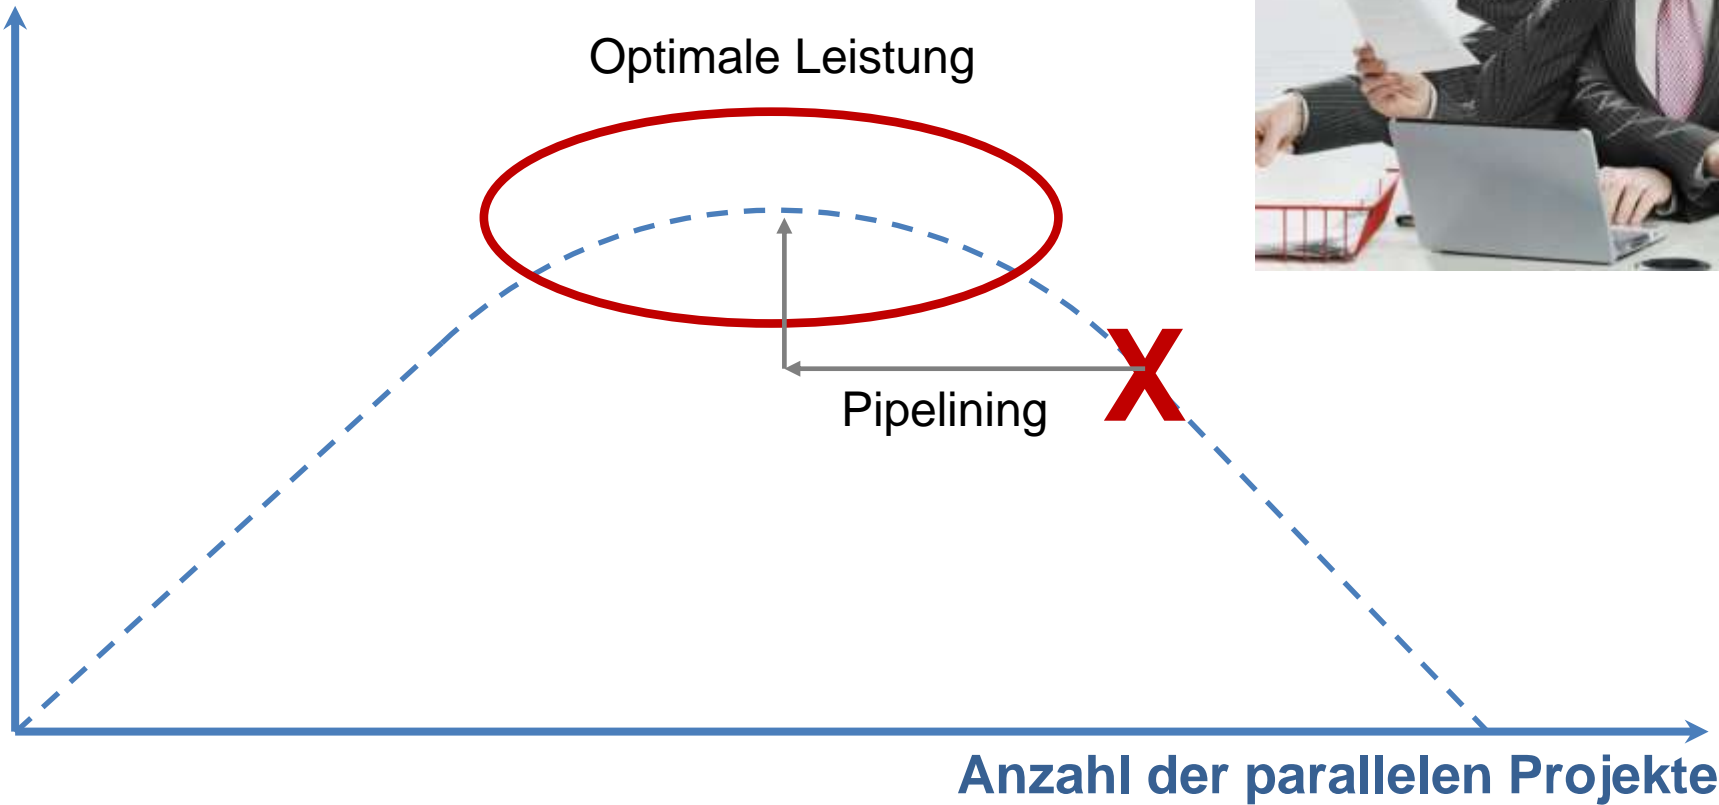 Optimale Leistung
Pipelining
X
Anzahl der parallelen Projekte